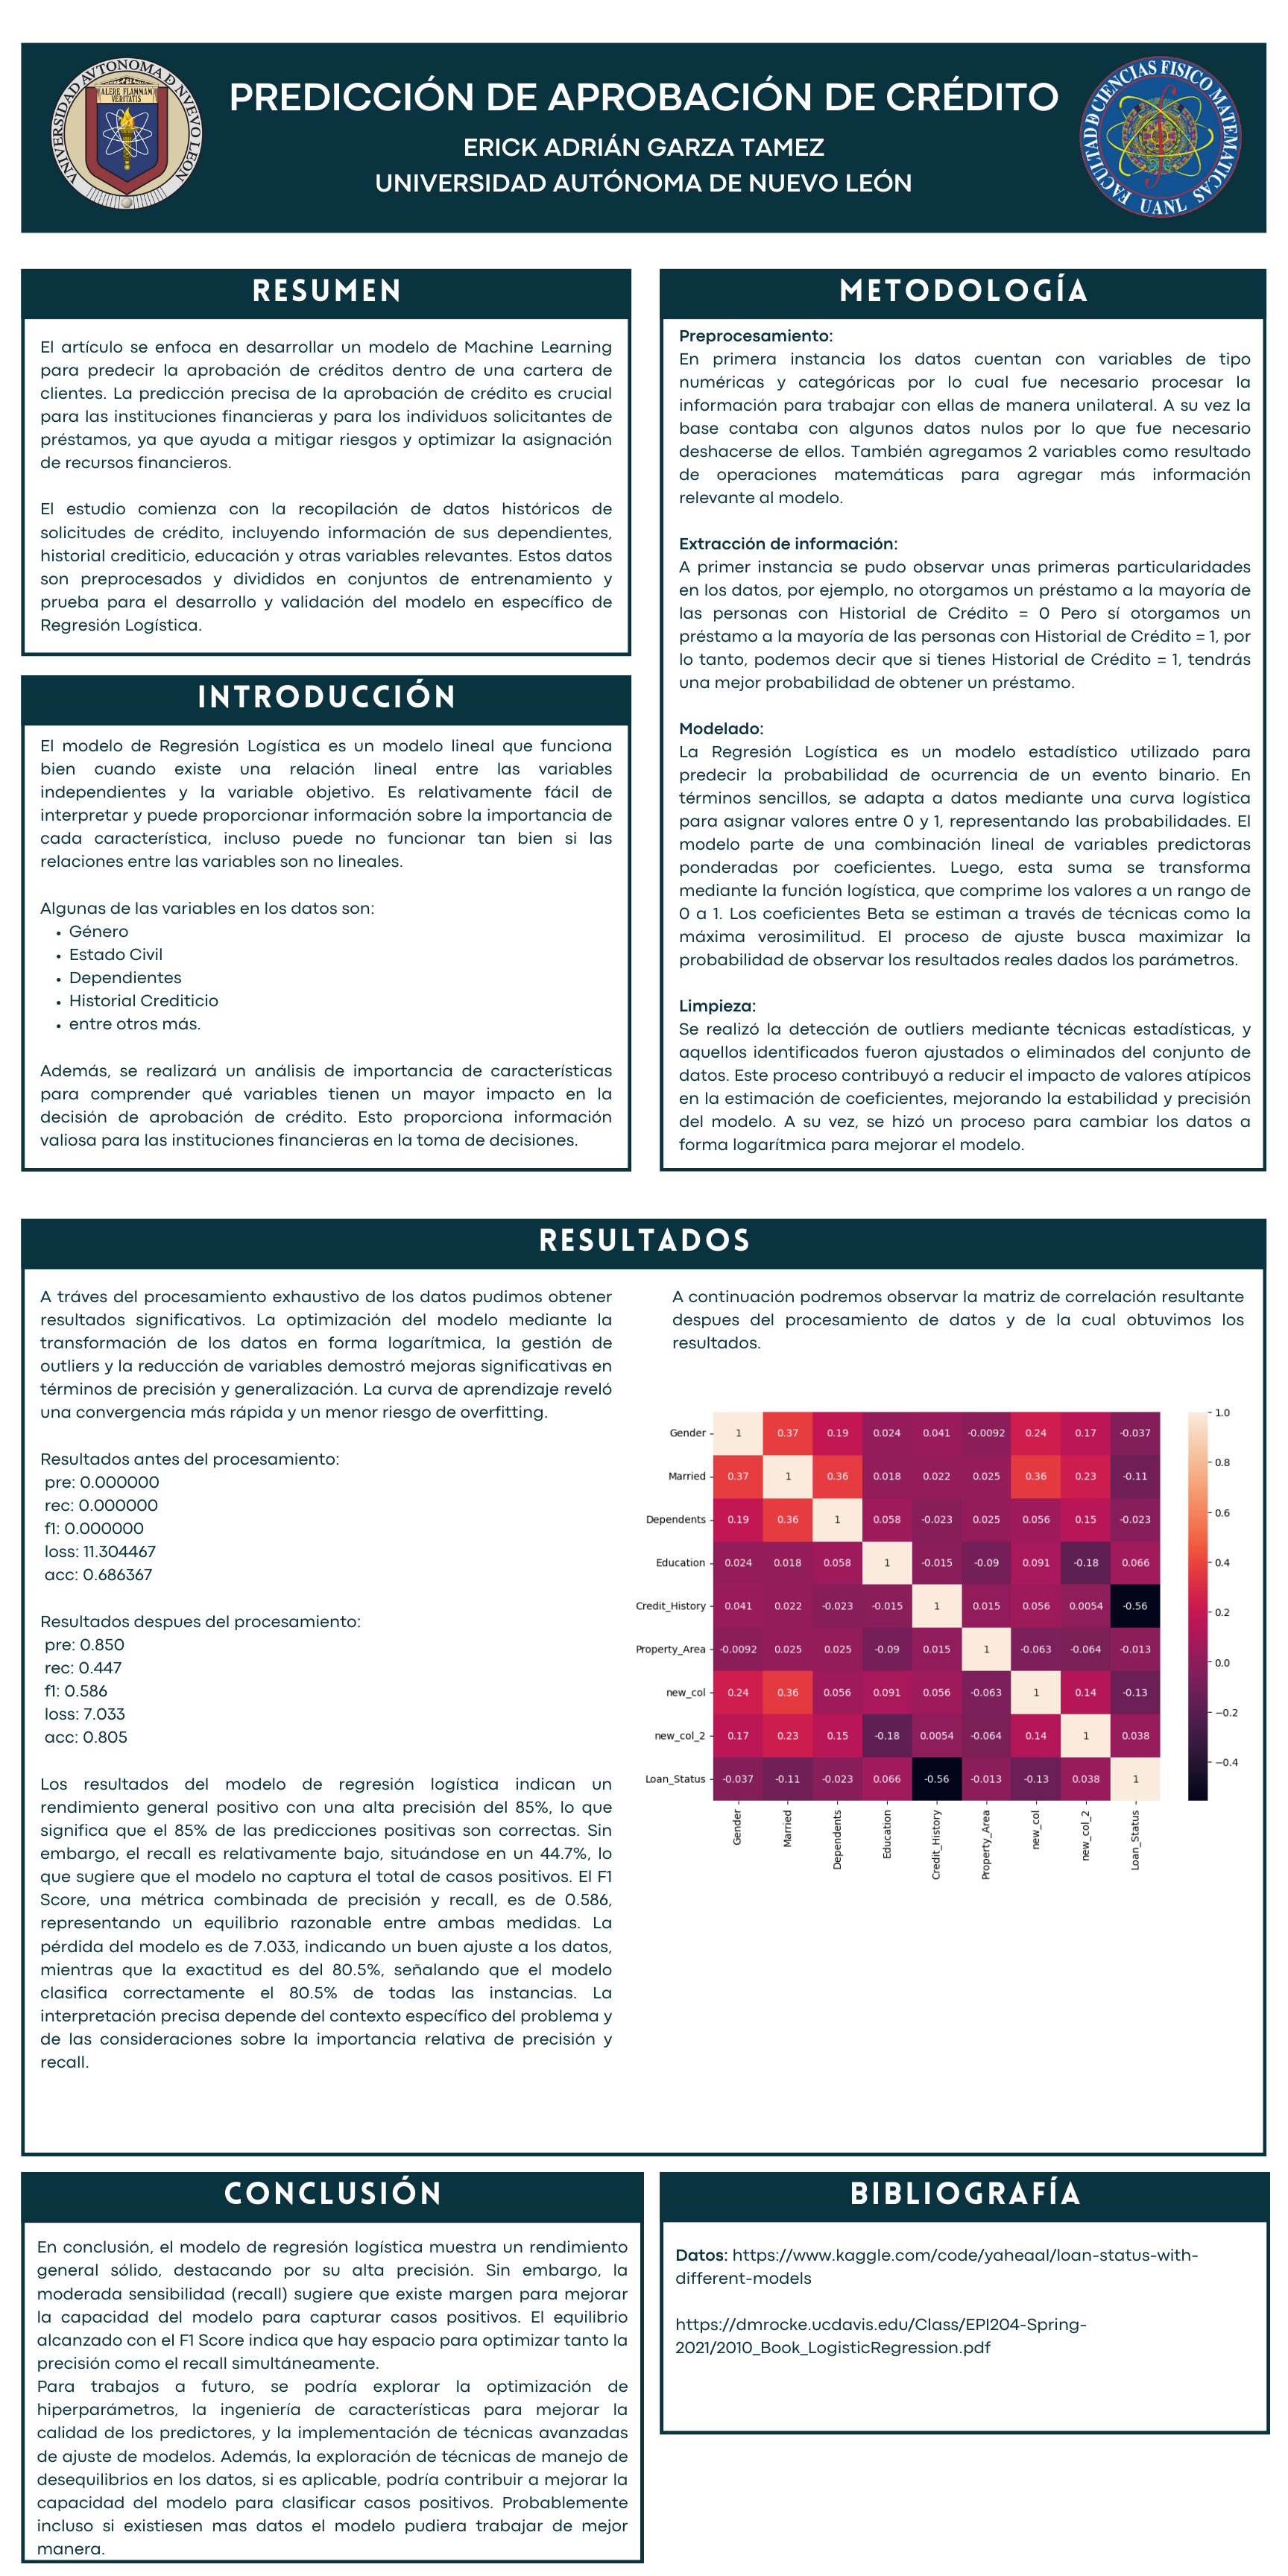 UNIVERSIDAD AUTONOMA DE NUEVO LEON
ALERE FLAMMAM
VERITATIS
PREDICCIÓN DE APROBACIÓN DE CRÉDITO
ERICK ADRIÁN GARZA TAMEZ
UNIVERSIDAD AUTÓNOMA DE NUEVO LEÓN
FACULTAD DE CIENCIAS FISICO MATEMATICAS
UANL
RESUMEN
El artículo se enfoca en desarrollar un modelo de Machine Learning
para predecir la aprobación de créditos dentro de una cartera de
clientes. La predicción precisa de la aprobación de crédito es crucial
para las instituciones financieras y para los individuos solicitantes de
préstamos, ya que ayuda a mitigar riesgos y optimizar la asignación
de recursos financieros.
El estudio comienza con la recopilación de datos históricos de
solicitudes de crédito, incluyendo información de sus dependientes,
historial crediticio, educación y otras variables relevantes. Estos datos
son preprocesados y divididos en conjuntos de entrenamiento y
prueba para el desarrollo y validación del modelo en específico de
Regresión Logística.
INTRODUCCIÓN
El modelo de Regresión Logística es un modelo lineal que funciona
bien cuando existe una relación lineal entre las variables
independientes y la variable objetivo. Es relativamente fácil de
interpretar y puede proporcionar información sobre la importancia de
cada característica, incluso puede no funcionar tan bien si las
relaciones entre las variables son no lineales.
Algunas de las variables en los datos son:
• Género
• Estado Civil
• Dependientes
• Historial Crediticio
• entre otros más.
Además, se realizará un análisis de importancia de características
para comprender qué variables tienen un mayor impacto en la
decisión de aprobación de crédito. Esto proporciona información
valiosa para las instituciones financieras en la toma de decisiones.
METODOLOGÍA
Preprocesamiento:
En primera instancia los datos cuentan con variables de tipo
numéricas y categóricas por lo cual fue necesario procesar la
información para trabajar con ellas de manera unilateral. A su vez la
base contaba con algunos datos nulos por lo que fue necesario
deshacerse de ellos. También agregamos 2 variables como resultado
de operaciones matemáticas para agregar más información
relevante al modelo.
Extracción de información:
A primer instancia se pudo observar unas primeras particularidades
en los datos, por ejemplo, no otorgamos un préstamo a la mayoría de
las personas con Historial de Crédito = 0 Pero sí otorgamos un
préstamo a la mayoría de las personas con Historial de Crédito = 1, por
lo tanto, podemos decir que si tienes Historial de Crédito = 1, tendrás
una mejor probabilidad de obtener un préstamo.
Modelado:
La Regresión Logística es un modelo estadístico utilizado para
predecir la probabilidad de ocurrencia de un evento binario. En
términos sencillos, se adapta a datos mediante una curva logística
para asignar valores entre 0 y 1, representando las probabilidades. El
modelo parte de una combinación lineal de variables predictoras
ponderadas por coeficientes. Luego, esta suma se transforma
mediante la función logística, que comprime los valores a un rango de
0 a 1. Los coeficientes Beta se estiman a través de técnicas como la
máxima verosimilitud. El proceso de ajuste busca maximizar la
probabilidad de observar los resultados reales dados los parámetros.
Limpieza:
Se realizó la detección de outliers mediante técnicas estadísticas, y
aquellos identificados fueron ajustados o eliminados del conjunto de
datos. Este proceso contribuyó a reducir el impacto de valores atípicos
en la estimación de coeficientes, mejorando la estabilidad y precisión
del modelo. A su vez, se hizó un proceso para cambiar los datos a
forma logarítmica para mejorar el modelo.
RESULTADOS
A tráves del procesamiento exhaustivo de los datos pudimos obtener
resultados significativos. La optimización del modelo mediante la
transformación de los datos en forma logarítmica, la gestión de
outliers y la reducción de variables demostró mejoras significativas en
términos de precisión y generalización. La curva de aprendizaje reveló
una convergencia más rápida y un menor riesgo de overfitting.
Resultados antes del procesamiento:
pre: 0.000000
rec: 0.000000
f1: 0.000000
loss: 11.304467
acc: 0.686367
Resultados despues del procesamiento:
pre: 0.850
rec: 0.447
f1: 0.586
loss: 7.033
acc: 0.805
Los resultados del modelo de regresión logística indican un
rendimiento general positivo con una alta precisión del 85%, lo que
significa que el 85% de las predicciones positivas son correctas. Sin
embargo, el recall es relativamente bajo, situándose en un 44.7%, lo
que sugiere que el modelo no captura el total de casos positivos. El F1
Score, una métrica combinada de precisión y recall, es de 0.586,
representando un equilibrio razonable entre ambas medidas. La
pérdida del modelo es de 7.033, indicando un buen ajuste a los datos,
mientras que la exactitud es del 80.5%, señalando que el modelo
clasifica correctamente el 80.5% de todas las instancias. La
interpretación precisa depende del contexto específico del problema y
de las consideraciones sobre la importancia relativa de precisión y
recall.
A continuación podremos observar la matriz de correlación resultante
despues del procesamiento de datos y de la cual obtuvimos los
resultados.
Gender 1 0.37 0.19 0.024 0.041 -0.0092 0.24 0.17 -0.037
Married 0.37 1 0.36 0.018 0.022 0.025 0.36 0.23 -0.11
Dependents 0.19 0.36 1 0.058 -0.023 0.025 0.056 0.15 -0.023
Education 0.024 0.018 0.058 1 -0.015 -0.09 0.091 -0.18 0.066
Credit_History 0.041 0.022 -0.023 -0.015 1 0.015 0.056 0.0054 -0.56
Property_Area -0.0092 0.025 0.025 -0.09 0.015 1 -0.063 -0.064 -0.013
new_col 0.24 0.36 0.056 0.091 0.056 -0.063 1 0.14 -0.13
new_col_2 0.17 0.23 0.15 -0.18 0.0054 -0.064 0.14 1 0.038
Loan_Status -0.037 -0.11 -0.023 0.066 -0.56 -0.013 -0.13 0.038 1
Gender Married Dependents Education Credit_History Property_Area new_col new_col_2 Loan_Status
1.0
0.8
0.6
0.4
0.2
0.0
−0.2
−0.4
CONCLUSIÓN
En conclusión, el modelo de regresión logística muestra un rendimiento
general sólido, destacando por su alta precisión. Sin embargo, la
moderada sensibilidad (recall) sugiere que existe margen para mejorar
la capacidad del modelo para capturar casos positivos. El equilibrio
alcanzado con el F1 Score indica que hay espacio para optimizar tanto la
precisión como el recall simultáneamente.
Para trabajos a futuro, se podría explorar la optimización de
hiperparámetros, la ingeniería de características para mejorar la
calidad de los predictores, y la implementación de técnicas avanzadas
de ajuste de modelos. Además, la exploración de técnicas de manejo de
desequilibrios en los datos, si es aplicable, podría contribuir a mejorar la
capacidad del modelo para clasificar casos positivos. Probablemente
incluso si existiesen mas datos el modelo pudiera trabajar de mejor
manera.
BIBLIOGRAFÍA
Datos: https://www.kaggle.com/code/yaheaal/loan-status-with-
different-models
https://dmrocke.ucdavis.edu/Class/EPI204-Spring-
2021/2010_Book_LogisticRegression.pdf